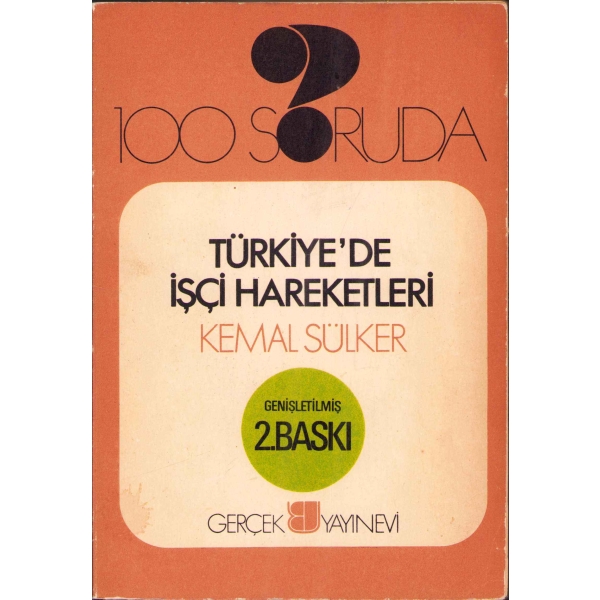 100 SORUDA
TÜRKİYE'DE
İŞÇİ HAREKETLERİ
KEMAL SÜLKER
GENİŞLETİLMİŞ
2.BASKI
GERÇEK YAYINEVİ